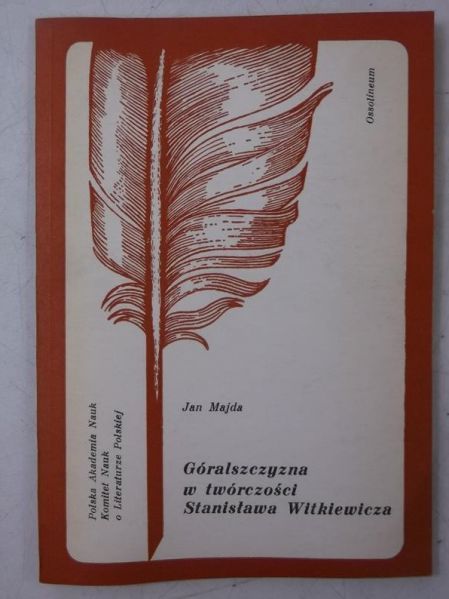 Ossolineum
Jan Majda
Góralszczyzna
w twórczości
Stanisława Witkiewicza
Polska Akademia Nauk
Komitet Nauk
o Literaturze Polskiej